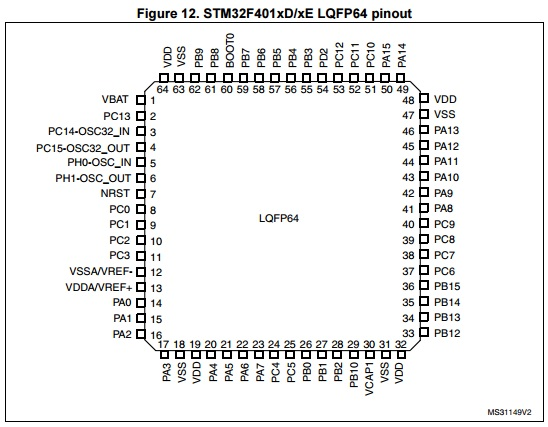 Figure 12. STM32F401xD/xE LQFP64 pinout
VDD VSS PB9 PB8 BOOT0 PB7 PB6 PB5 PB4 PB3 PD2 PC12 PC11 PC10 PA15 PA14
64 63 62 61 60 59 58 57 56 55 54 53 52 51 50 49
VBAT 1
PC13 2
PC14-OSC32_IN 3
PC15-OSC32_OUT 4
PH0-OSC_IN 5
PH1-OSC_OUT 6
NRST 7
PC0 8
PC1 9
PC2 10
PC3 11
VSSA/VREF- 12
VDDA/VREF+ 13
PA0 14
PA1 15
PA2 16
LQFP64
48 VDD
47 VSS
46 PA13
45 PA12
44 PA11
43 PA10
42 PA9
41 PA8
40 PC9
39 PC8
38 PC7
37 PC6
36 PB15
35 PB14
34 PB13
33 PB12
17 18 19 20 21 22 23 24 25 26 27 28 29 30 31 32
PA3 VSS VDD PA4 PA5 PA6 PA7 PC4 PC5 PB0 PB1 PB2 PB10 VCAP1 VSS VDD
MS31149V2